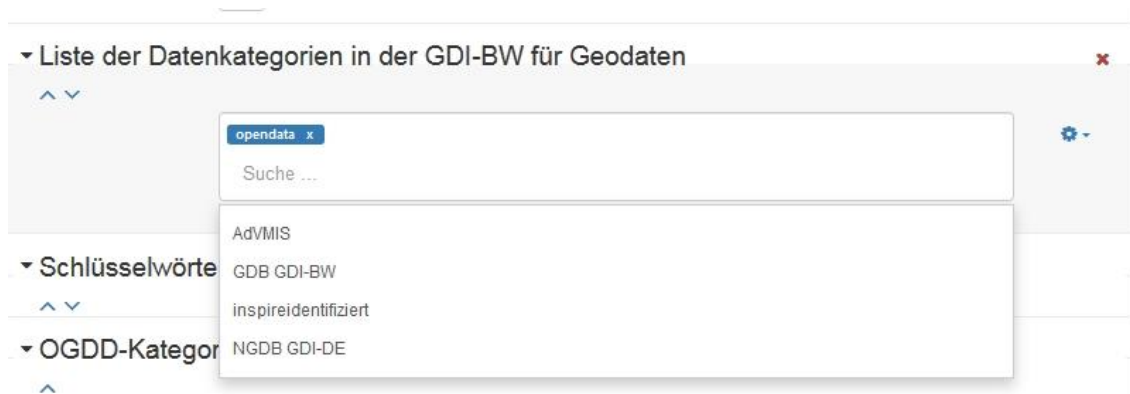 Liste der Datenkategorien in der GDI-BW für Geodaten
opendata x
Suche ...
AdVMIS
Schlüsselwörte
GDB GDI-BW
inspireidentifiziert
OGDD-Kategor
NGDB GDI-DE